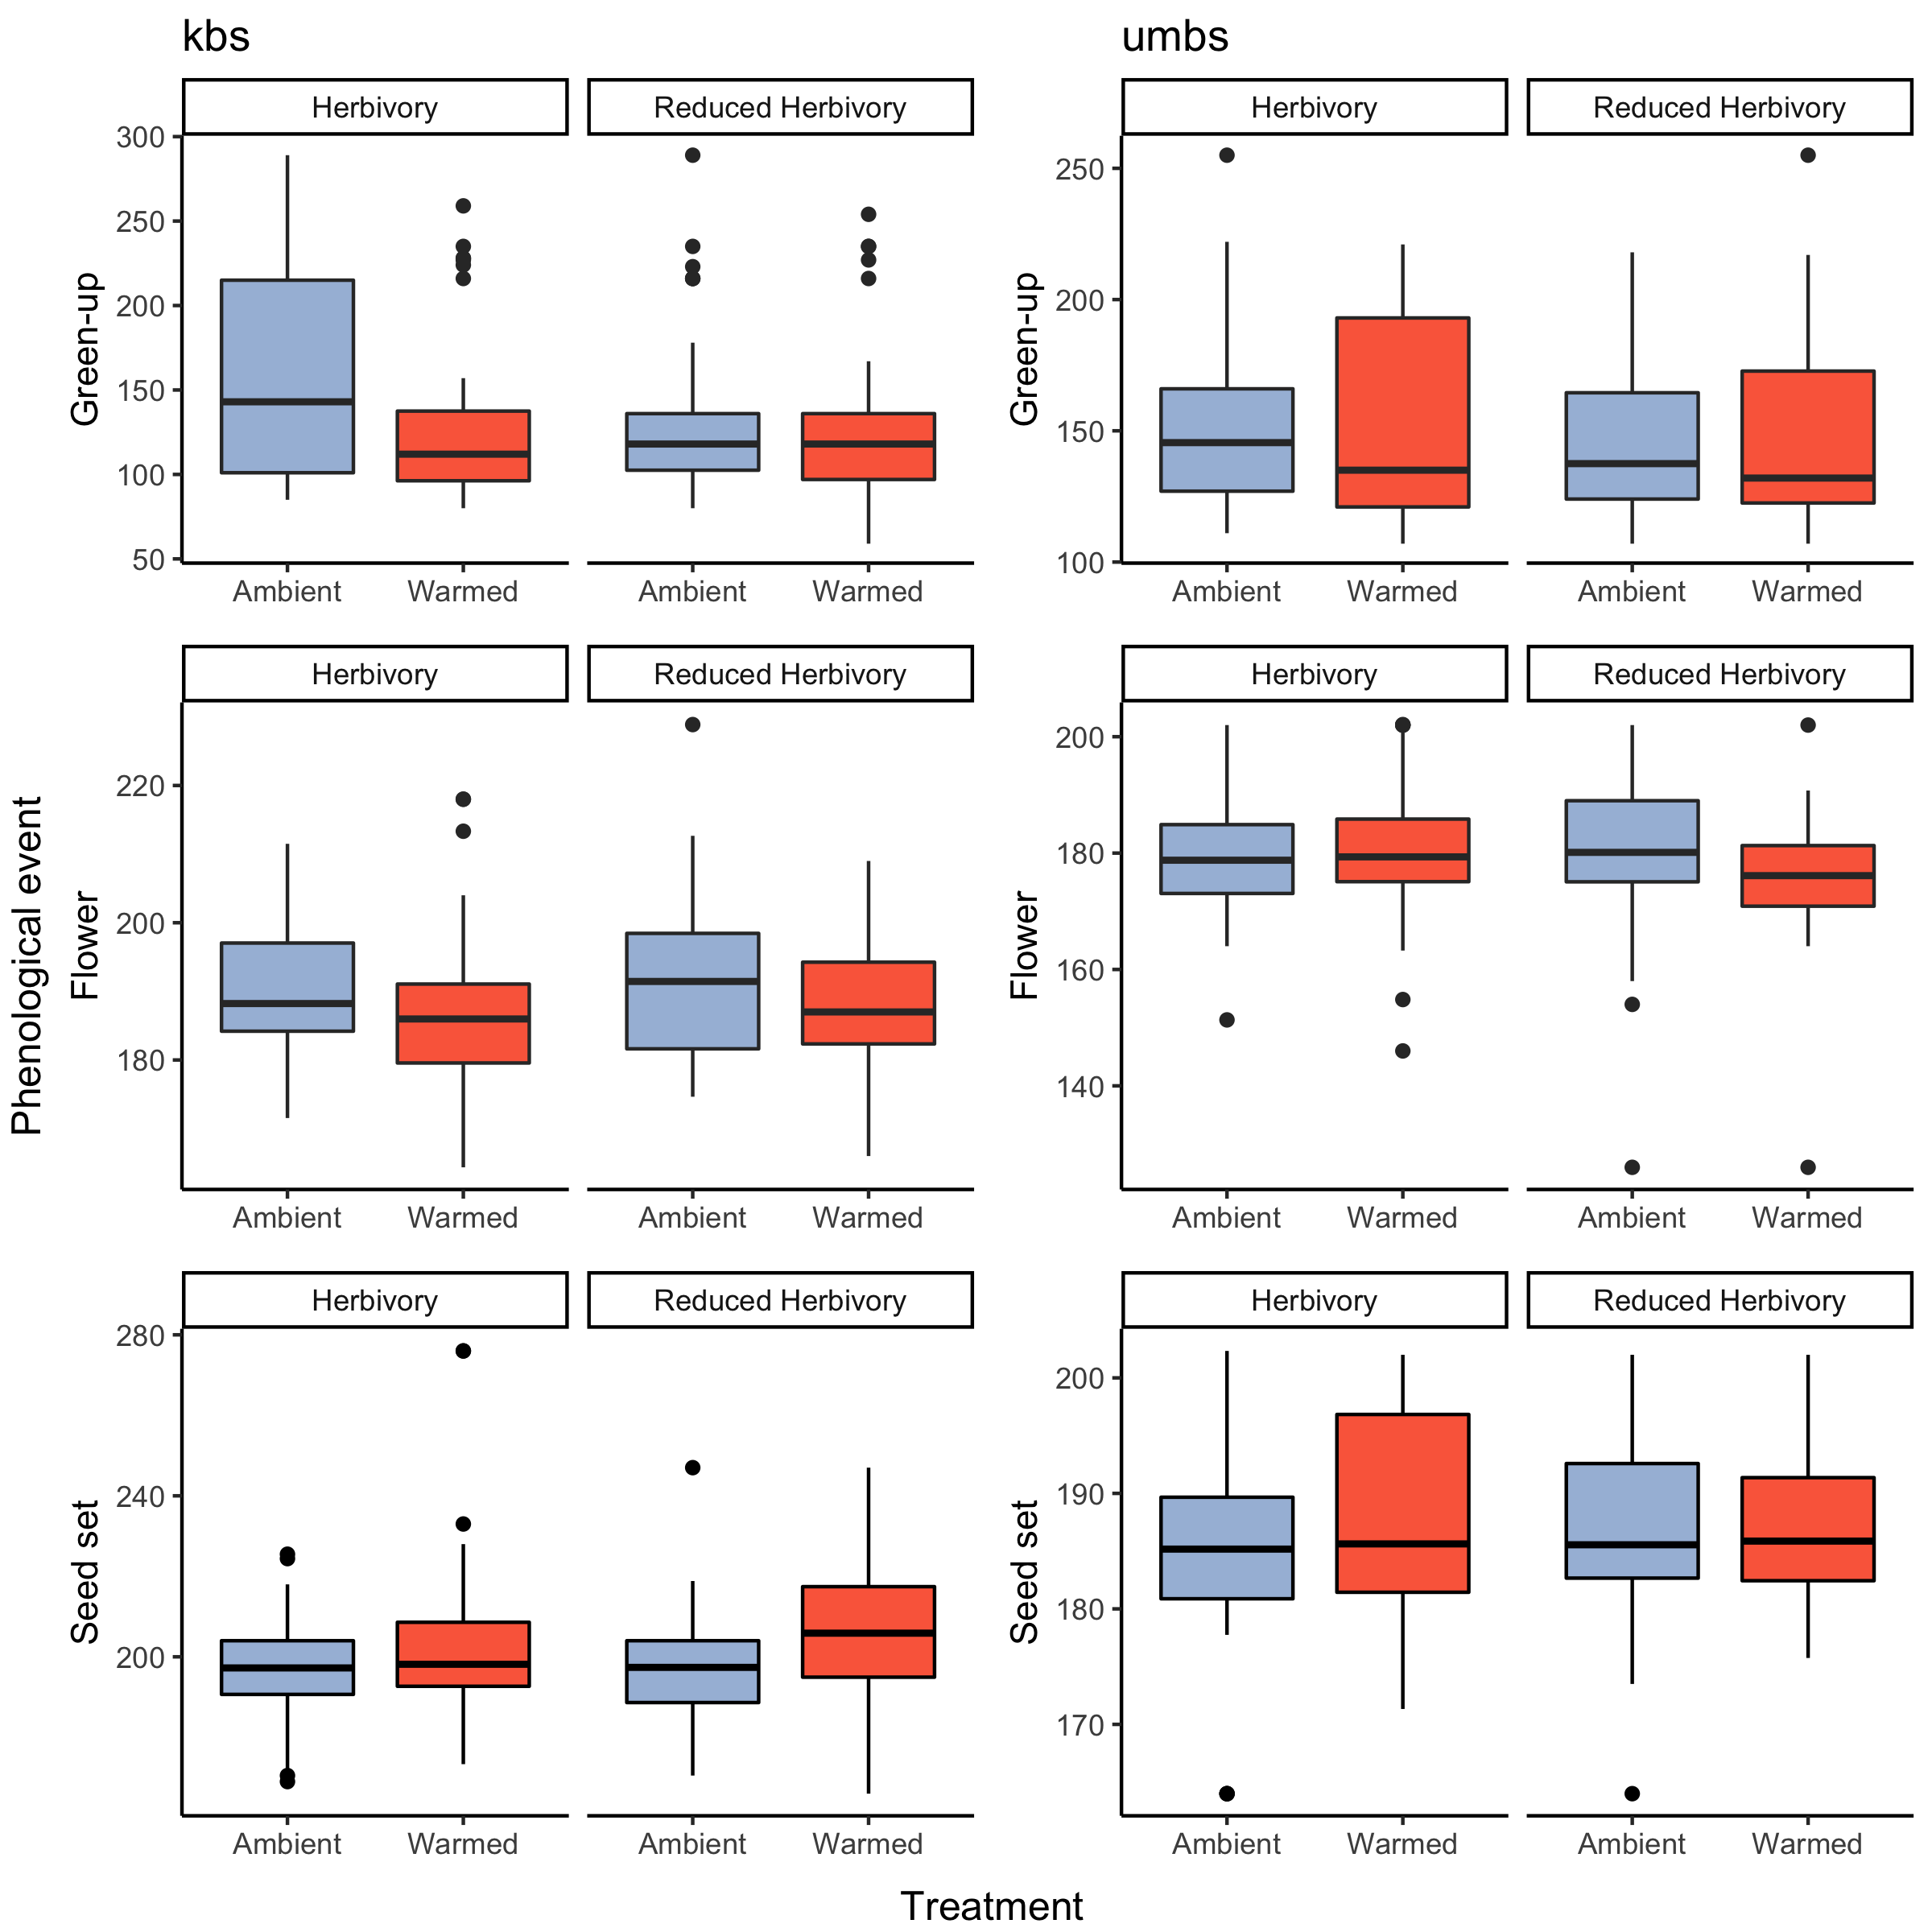 kbs
umbs
Herbivory
Reduced Herbivory
Herbivory
Reduced Herbivory
Green-up
300
250
200
150
100
50
Green-up
250
200
150
100
Ambient
Warmed
Ambient
Warmed
Ambient
Warmed
Ambient
Warmed
Phenological event
Herbivory
Reduced Herbivory
Herbivory
Reduced Herbivory
Flower
220
200
180
Flower
200
180
160
140
Ambient
Warmed
Ambient
Warmed
Ambient
Warmed
Ambient
Warmed
Herbivory
Reduced Herbivory
Herbivory
Reduced Herbivory
Seed set
280
240
200
Seed set
200
190
180
170
Ambient
Warmed
Ambient
Warmed
Ambient
Warmed
Ambient
Warmed
Treatment